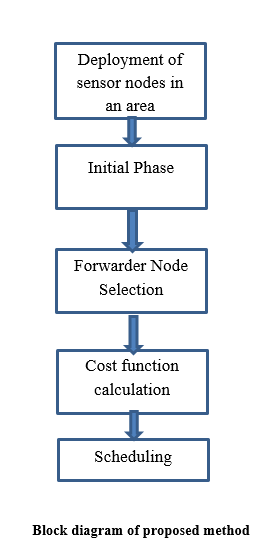 Deployment of
sensor nodes in
an area
Initial Phase
Forwarder Node
Selection
Cost function
calculation
Scheduling
Block diagram of proposed method